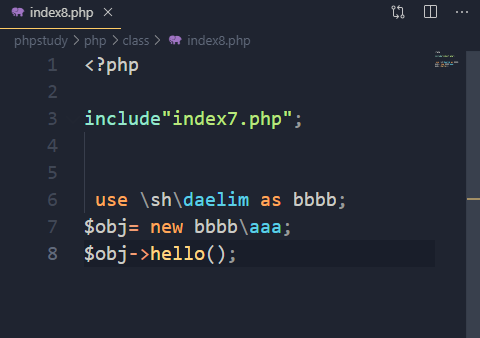 index8.php ×
phpstudy > php > class > index8.php
1 <?php
2
3 include"index7.php";
4
5
6 use \sh\daelim as bbbb;
7 $obj= new bbbb\aaa;
8 $obj->hello();